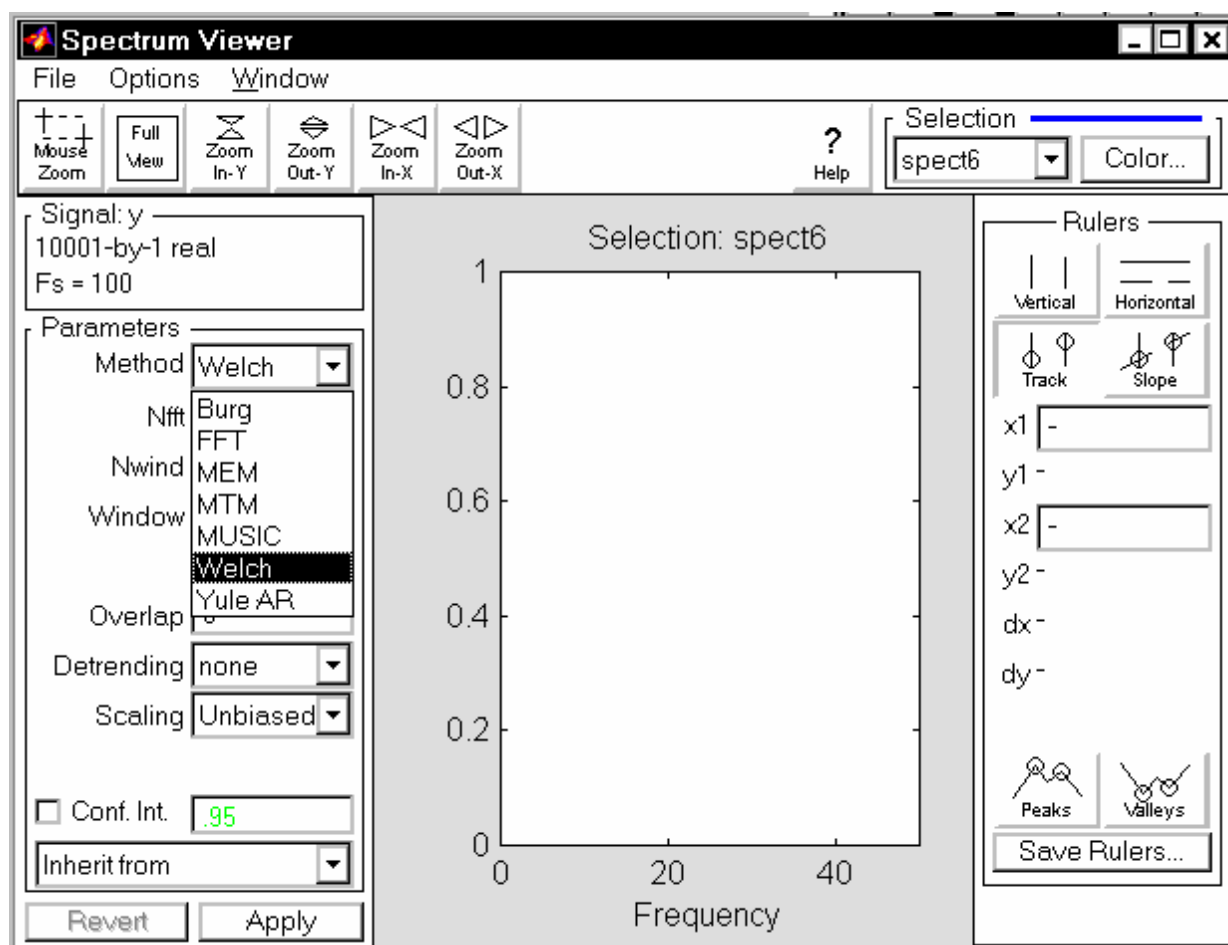 Spectrum Viewer
File Options Window
Mouse Zoom
Full View
Zoom In-Y
Zoom Out-Y
Zoom In-X
Zoom Out-X
? Help
Selection
spect6 Color...
Signal: y
10001-by-1 real
Fs = 100
Parameters
Method Welch
Burg
Nfft
FFT
Nwind
MEM
MTM
Window
MUSIC
Welch
Yule AR
Overlap
Detrending none
Scaling Unbiased
Conf. Int. .95
Inherit from
Revert Apply
Selection: spect6
1
0.8
0.6
0.4
0.2
0
0 20 40
Frequency
Rulers
Vertical Horizontal
Track Slope
x1 -
y1 -
x2 -
y2 -
dx -
dy -
Peaks Valleys
Save Rulers...